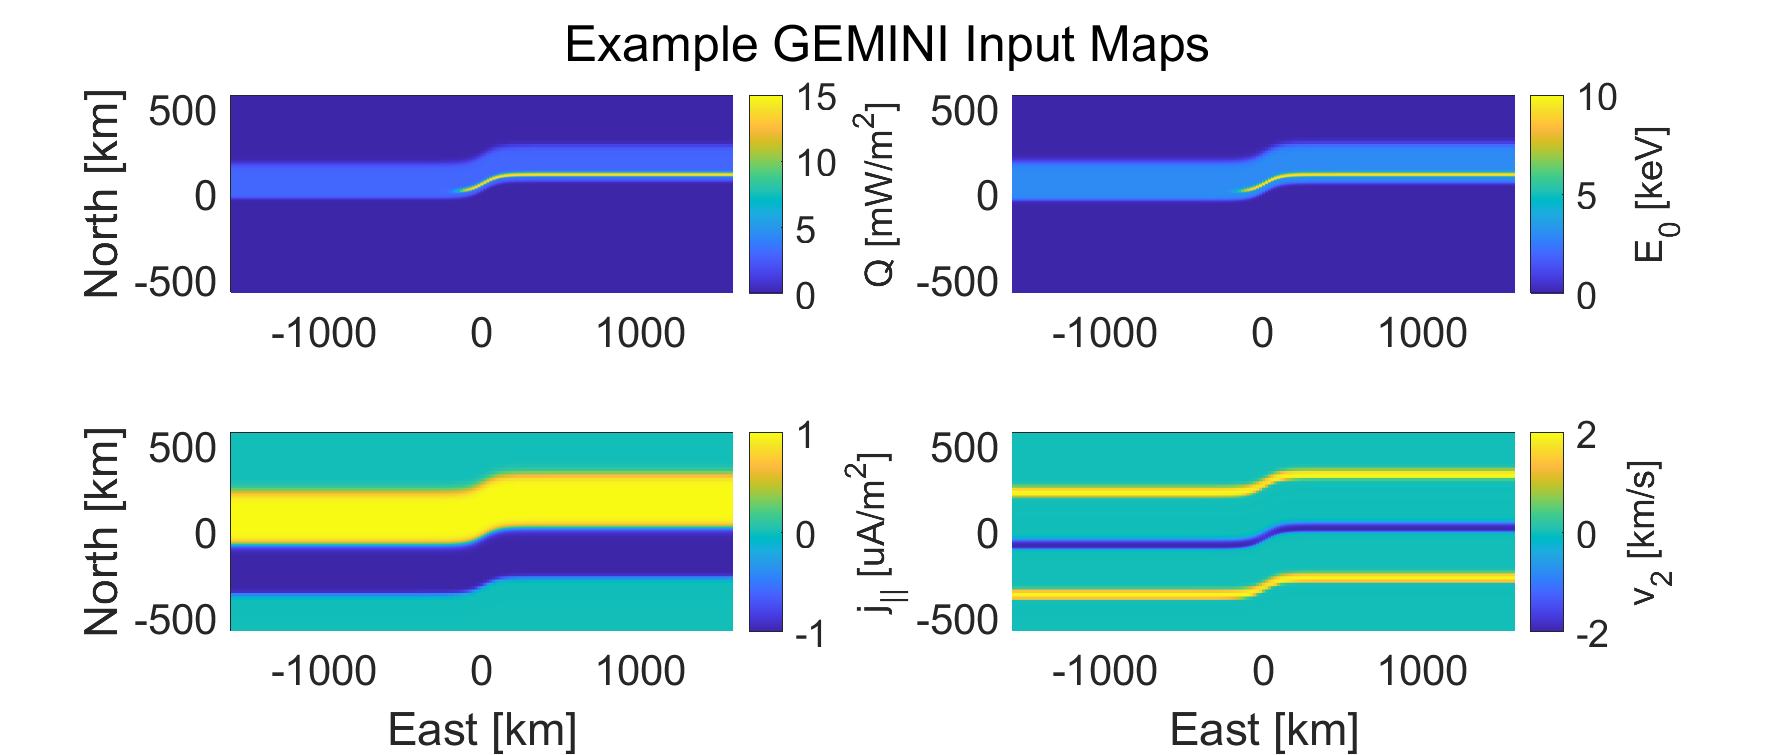 Example GEMINI Input Maps
North [km]
500
0
-500
-1000 0 1000
15
10
5
0
Q [mW/m²]
500
0
-500
-1000 0 1000
10
5
0
E₀ [keV]
North [km]
500
0
-500
-1000 0 1000
East [km]
1
0
-1
j|| [uA/m²]
500
0
-500
-1000 0 1000
East [km]
2
0
-2
v₂ [km/s]